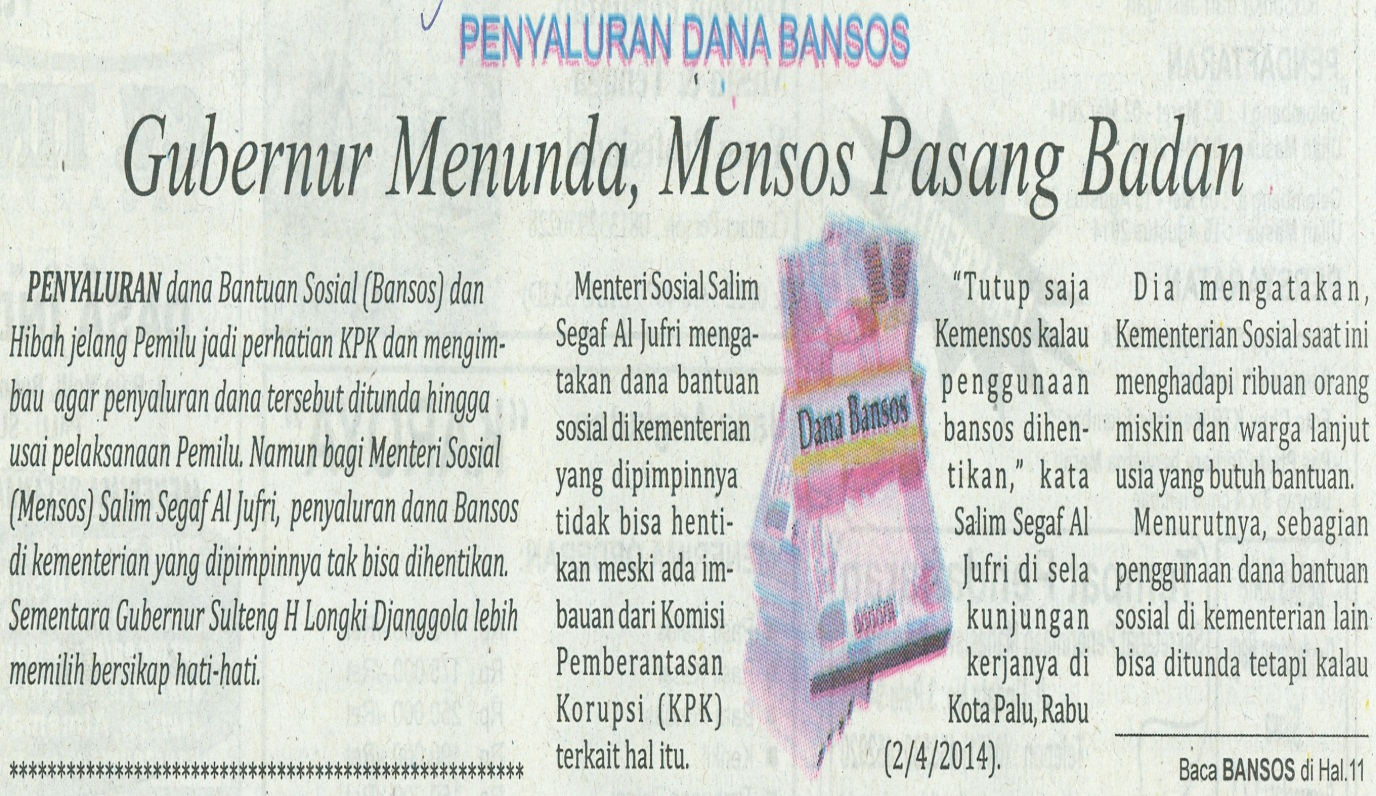 PENYALURAN DANA BANSOS
Gubernur Menunda, Mensos Pasang Badan
PENYALURAN dana Bantuan Sosial (Bansos) dan
Hibah jelang Pemilu jadi perhatian KPK dan mengim-
bau agar penyaluran dana tersebut ditunda hingga
usai pelaksanaan Pemilu. Namun bagi Menteri Sosial
(Mensos) Salim Segaf Al Jufri, penyaluran dana Bansos
di kementerian yang dipimpinnya tak bisa dihentikan.
Sementara Gubernur Sulteng H Longki Djanggola lebih
memilih bersikap hati-hati.
Menteri Sosial Salim
Segaf Al Jufri menga-
takan dana bantuan
sosial di kementerian
yang dipimpinnya
tidak bisa henti-
kan meski ada im-
bauan dari Komisi
Pemberantasan
Korupsi (KPK)
terkait hal itu.
Dana Bansos
“Tutup saja
Kemensos kalau
penggunaan
bansos dihen-
tikan,” kata
Salim Segaf Al
Jufri di sela
kunjungan
kerjanya di
Kota Palu, Rabu
(2/4/2014).
Dia mengatakan,
Kementerian Sosial saat ini
menghadapi ribuan orang
miskin dan warga lanjut
usia yang butuh bantuan.
Menurutnya, sebagian
penggunaan dana bantuan
sosial di kementerian lain
bisa ditunda tetapi kalau
Baca BANSOS di Hal.11